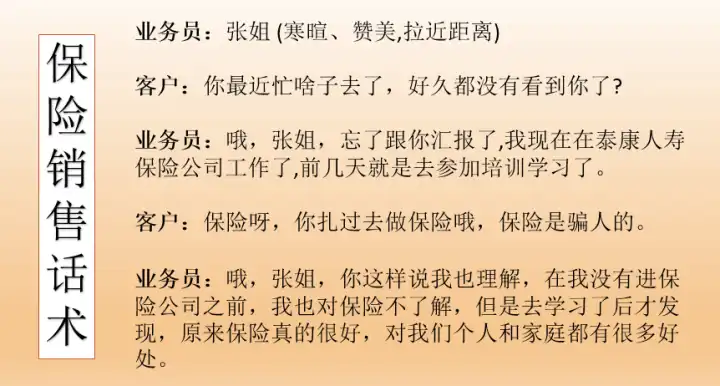 保险销售话术
业务员：张姐 (寒暄、赞美,拉近距离)
客户：你最近忙啥子去了，好久都没有看到你了?
业务员：哦，张姐，忘了跟你汇报了,我现在在泰康人寿
保险公司工作了,前几天就是去参加培训学习了。
客户：保险呀，你扎过去做保险哦，保险是骗人的。
业务员：哦，张姐，你这样说我也理解，在我没有进保
险公司之前，我也对保险不了解，但是去学习了后才发
现，原来保险真的很好，对我们个人和家庭都有很多好
处。